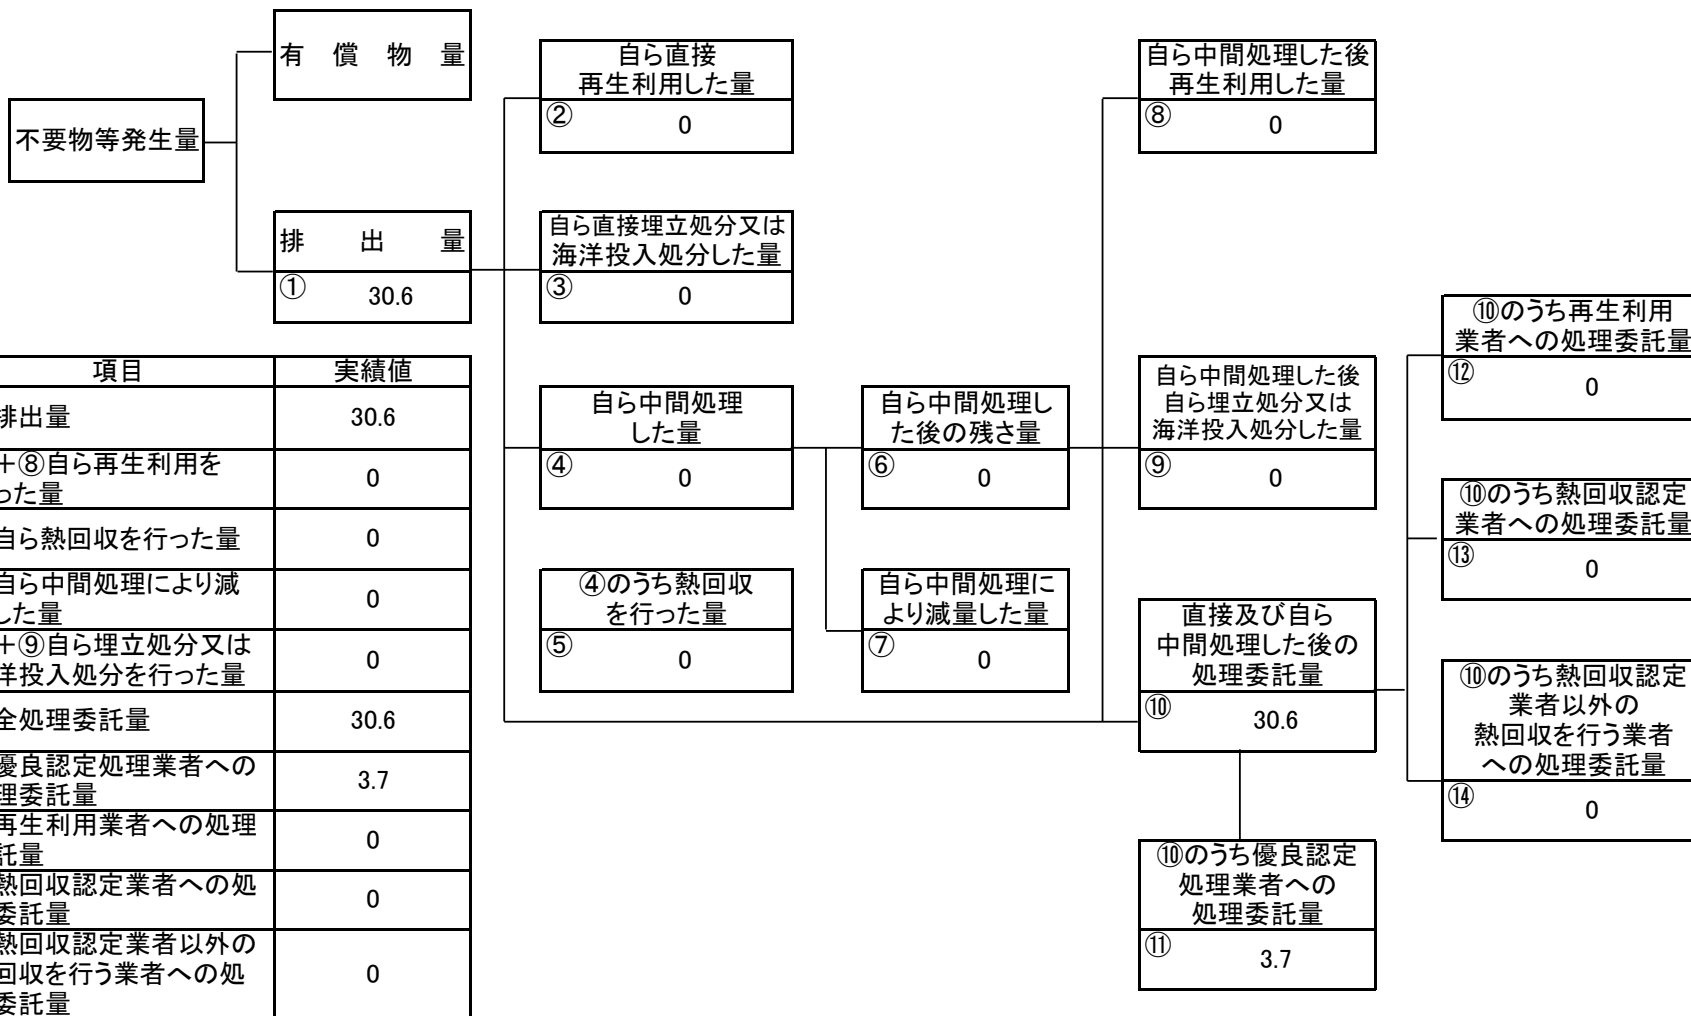 有償物量
不要物等発生量
排出量
① 30.6
自ら直接
再生利用した量
② 0
自ら直接埋立処分又は
海洋投入処分した量
③ 0
自ら中間処理
した量
④ 0
④のうち熱回収
を行った量
⑤ 0
自ら中間処理し
た後の残さ量
⑥ 0
自ら中間処理に
より減量した量
⑦ 0
自ら中間処理した後
再生利用した量
⑧ 0
自ら中間処理した後
自ら埋立処分又は
海洋投入処分した量
⑨ 0
直接及び自ら
中間処理した後の
処理委託量
⑩ 30.6
⑩のうち優良認定
処理業者への
処理委託量
⑪ 3.7
⑩のうち再生利用
業者への処理委託量
⑫ 0
⑩のうち熱回収認定
業者への処理委託量
⑬ 0
⑩のうち熱回収認定
業者以外の
熱回収を行う業者
への処理委託量
⑭ 0
項目 実績値
排出量 30.6
+⑧自ら再生利用を
った量 0
自ら熱回収を行った量 0
自ら中間処理により減
した量 0
+⑨自ら埋立処分又は
洋投入処分を行った量 0
全処理委託量 30.6
優良認定処理業者への
理委託量 3.7
再生利用業者への処理
託量 0
熱回収認定業者への処
委託量 0
熱回収認定業者以外の
回収を行う業者への処
委託量 0